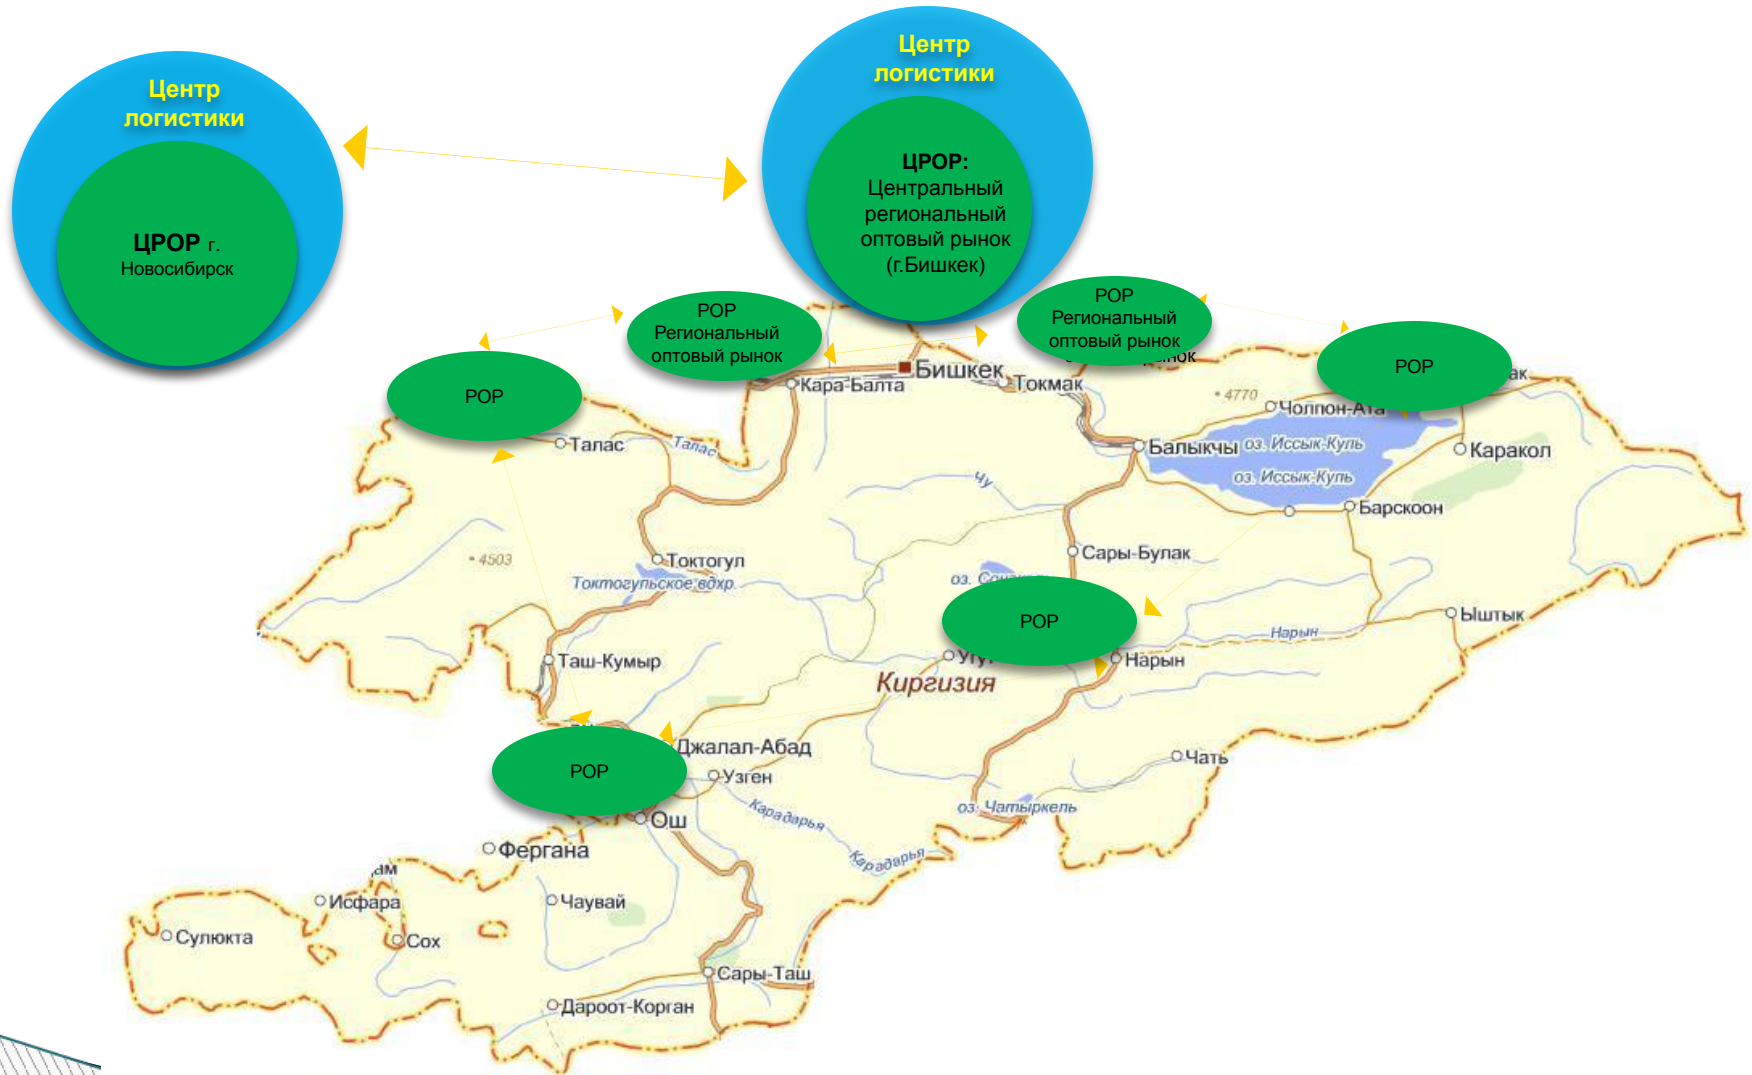 Центр
логистики
ЦРОР г.
Новосибирск
Центр
логистики
ЦРОР:
Центральный
региональный
оптовый рынок
(г.Бишкек)
РОР
Региональный
оптовый рынок
РОР
Региональный
оптовый рынок
РОР
РОР
Бишкек
Кара-Балта
Токмак
• 4770
Чолпон-Ата
Талас
Талас
Балыкчы
оз. Иссык-Куль
оз. Иссык-Куль
Каракол
Чу
Барскоон
• 4503
Токтогул
Токтогульское вдхр.
Сары-Булак
оз.
РОР
Ыштык
Нарын
Таш-Кумыр
Нарын
Киргизия
РОР
Джалал-Абад
Узген
Чать
Карадарья
оз. Чатыркель
Ош
Фергана
Карадарья
Исфара
Чаувай
Сулюкта
Сох
Сары-Таш
Дароот-Корган